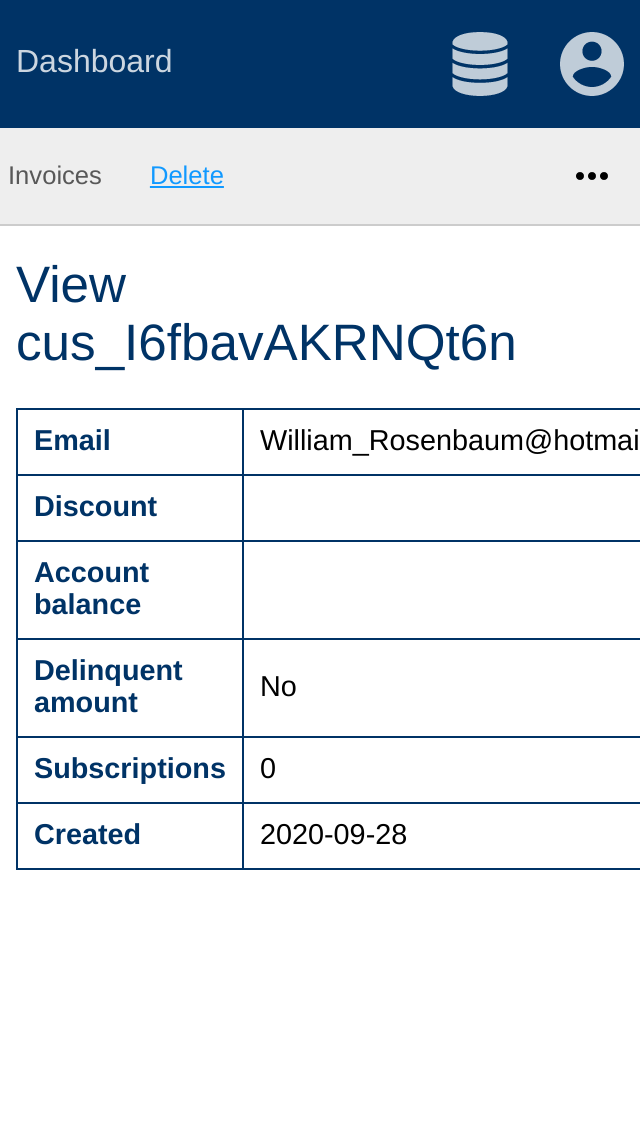 Dashboard
Invoices Delete
View
cus_I6fbavAKRNQt6n
Email William_Rosenbaum@hotmai
Discount
Account
balance
Delinquent
amount
No
Subscriptions 0
Created 2020-09-28